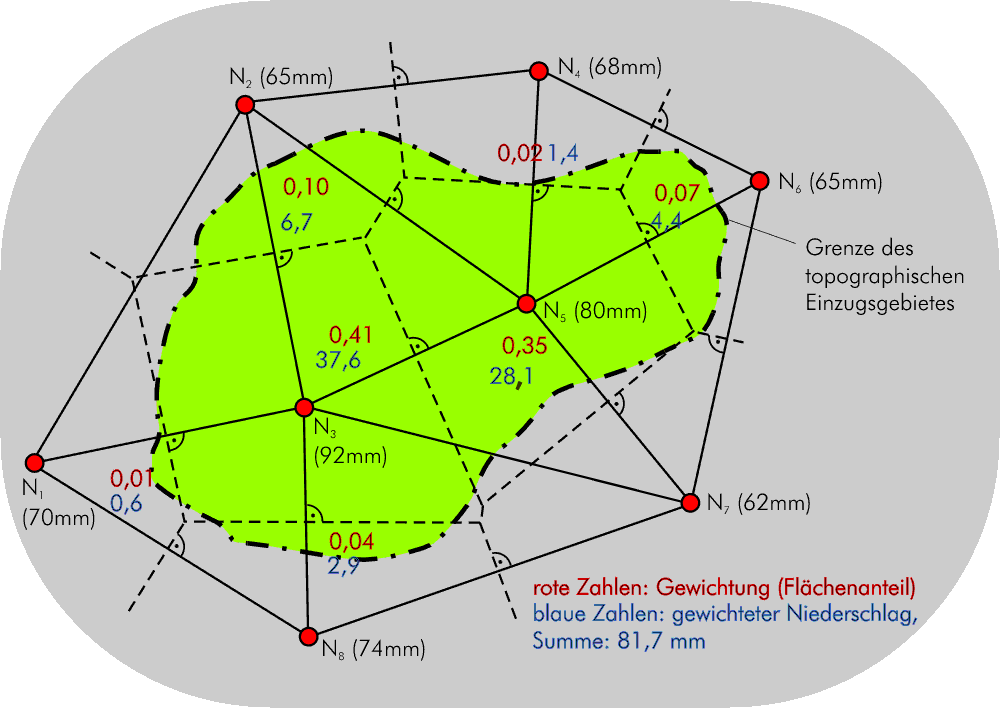 N₂ (65mm)
N₄ (68mm)
0,02 1,4
0,10
6,7
0,07
4,4
N₆ (65mm)
Grenze des
topographischen
Einzugsgebietes
N₅ (80mm)
0,41
37,6
0,35
28,1
N₃
(92mm)
0,01
0,6
N₁
(70mm)
N₇ (62mm)
0,04
2,9
rote Zahlen: Gewichtung (Flächenanteil)
blaue Zahlen: gewichteter Niederschlag,
Summe: 81,7 mm
N₈ (74mm)